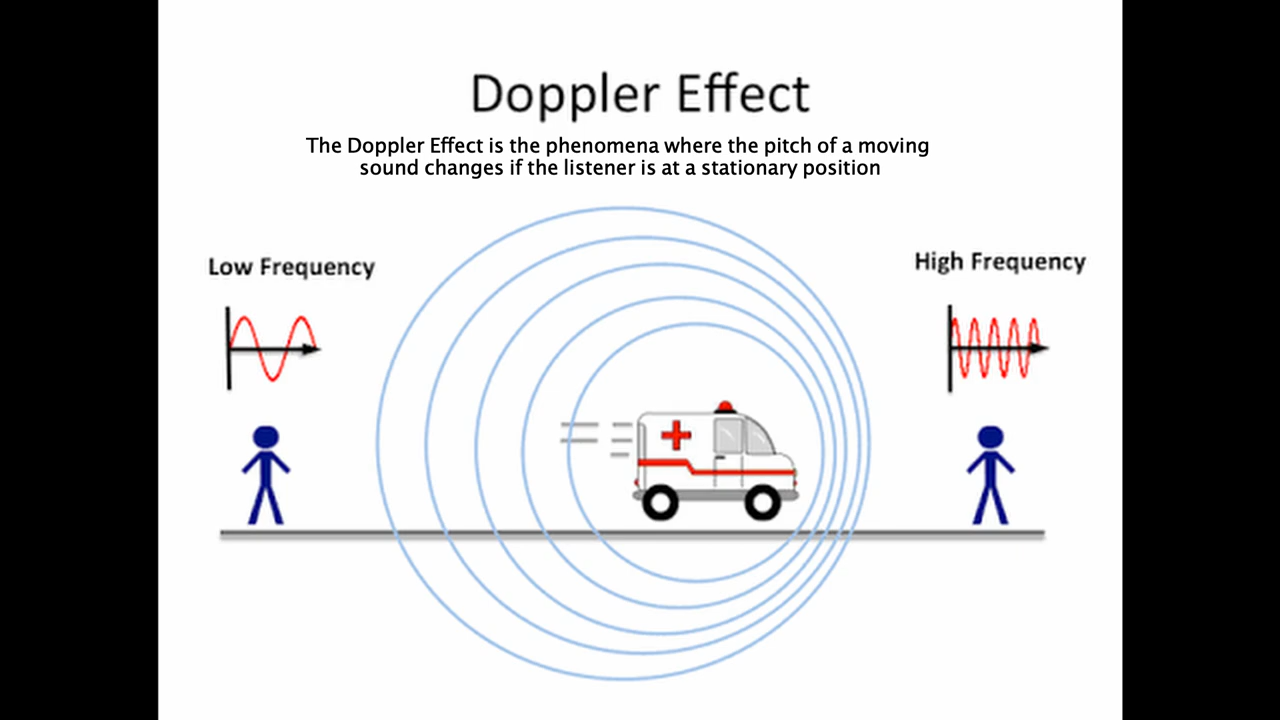 Doppler Effect
The Doppler Effect is the phenomena where the pitch of a moving
sound changes if the listener is at a stationary position
Low Frequency
High Frequency